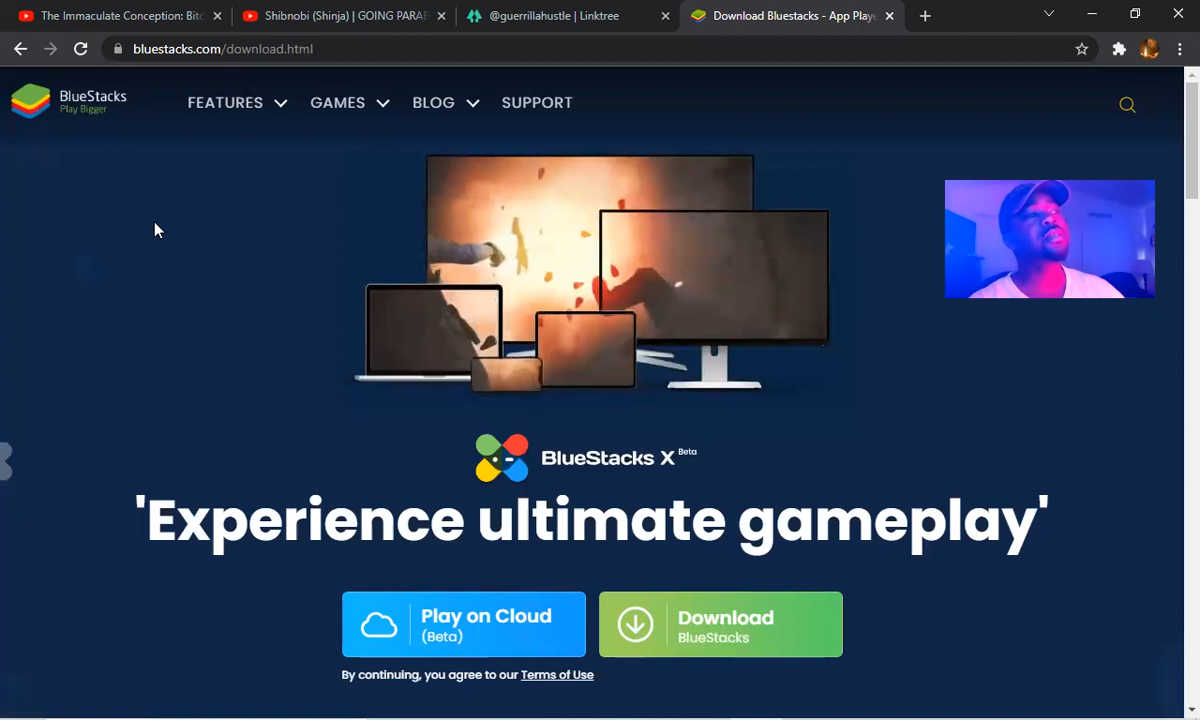 The Immaculate Conception: Bitc
Shibnobi (Shinja) | GOING PARAB
@guerrillahustle | Linktree
Download Bluestacks - App Playe
bluestacks.com/download.html
BlueStacks
Play Bigger
FEATURES
GAMES
BLOG
SUPPORT
BlueStacks X Beta
'Experience ultimate gameplay'
Play on Cloud
(Beta)
Download
BlueStacks
By continuing, you agree to our Terms of Use